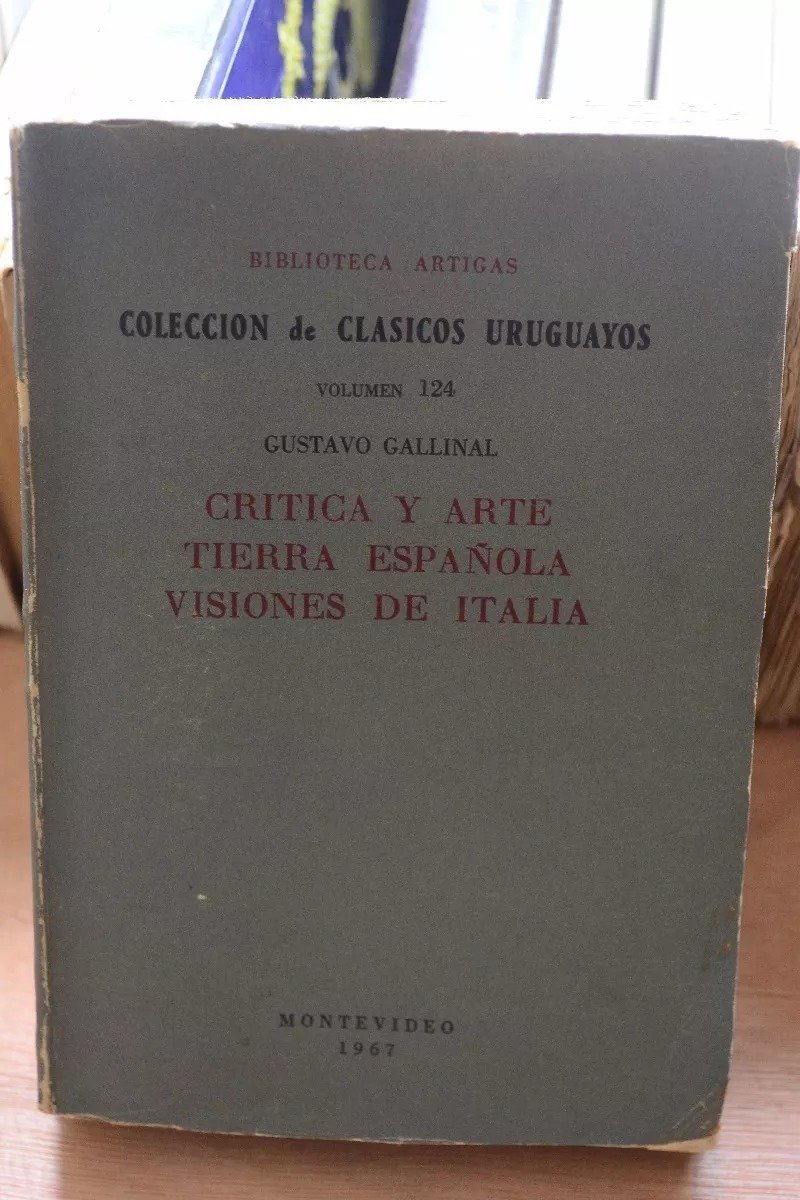 BIBLIOTECA ARTIGAS
COLECCION de CLASICOS URUGUAYOS
VOLUMEN 124
GUSTAVO GALLINAL
CRITICA Y ARTE
TIERRA ESPAÑOLA
VISIONES DE ITALIA
MONTEVIDEO
1967